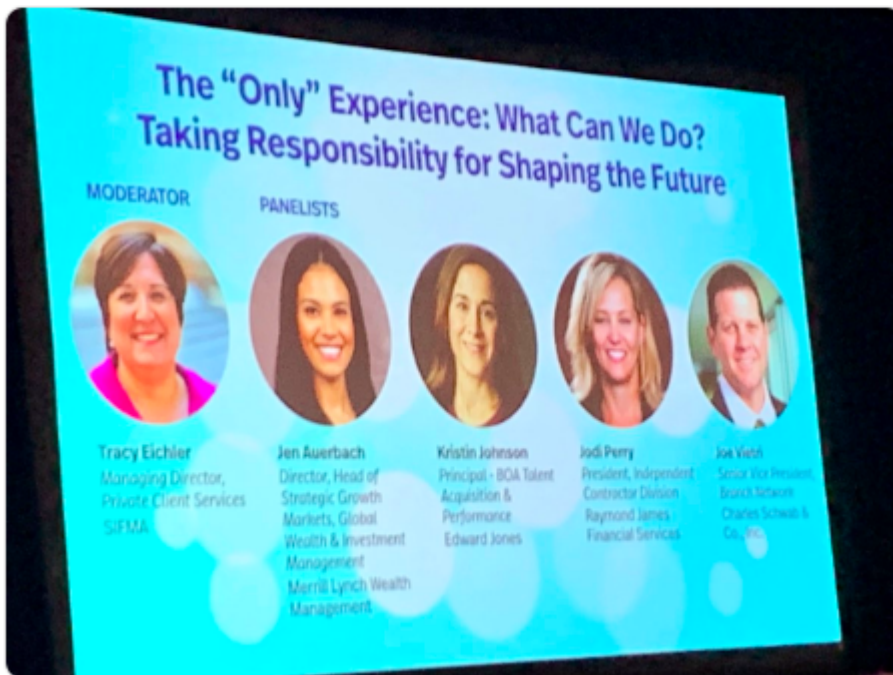 The “Only” Experience: What Can We Do?
Taking Responsibility for Shaping the Future
MODERATOR
PANELISTS
Tracy Eichler
Managing Director,
Private Client Services
SIFMA
Jen Auerbach
Director, Head of
Strategic Growth
Markets, Global
Wealth & Investment
Management
Merrill Lynch Wealth
Management
Kristin Johnson
Principal - BOA Talent
Acquisition &
Performance
Edward Jones
Jodi Perry
President, Independent
Contractor Division
Raymond James
Financial Services
Joe
Senior Vice President
Branch Network
Charles Schwab &
Co., Inc.